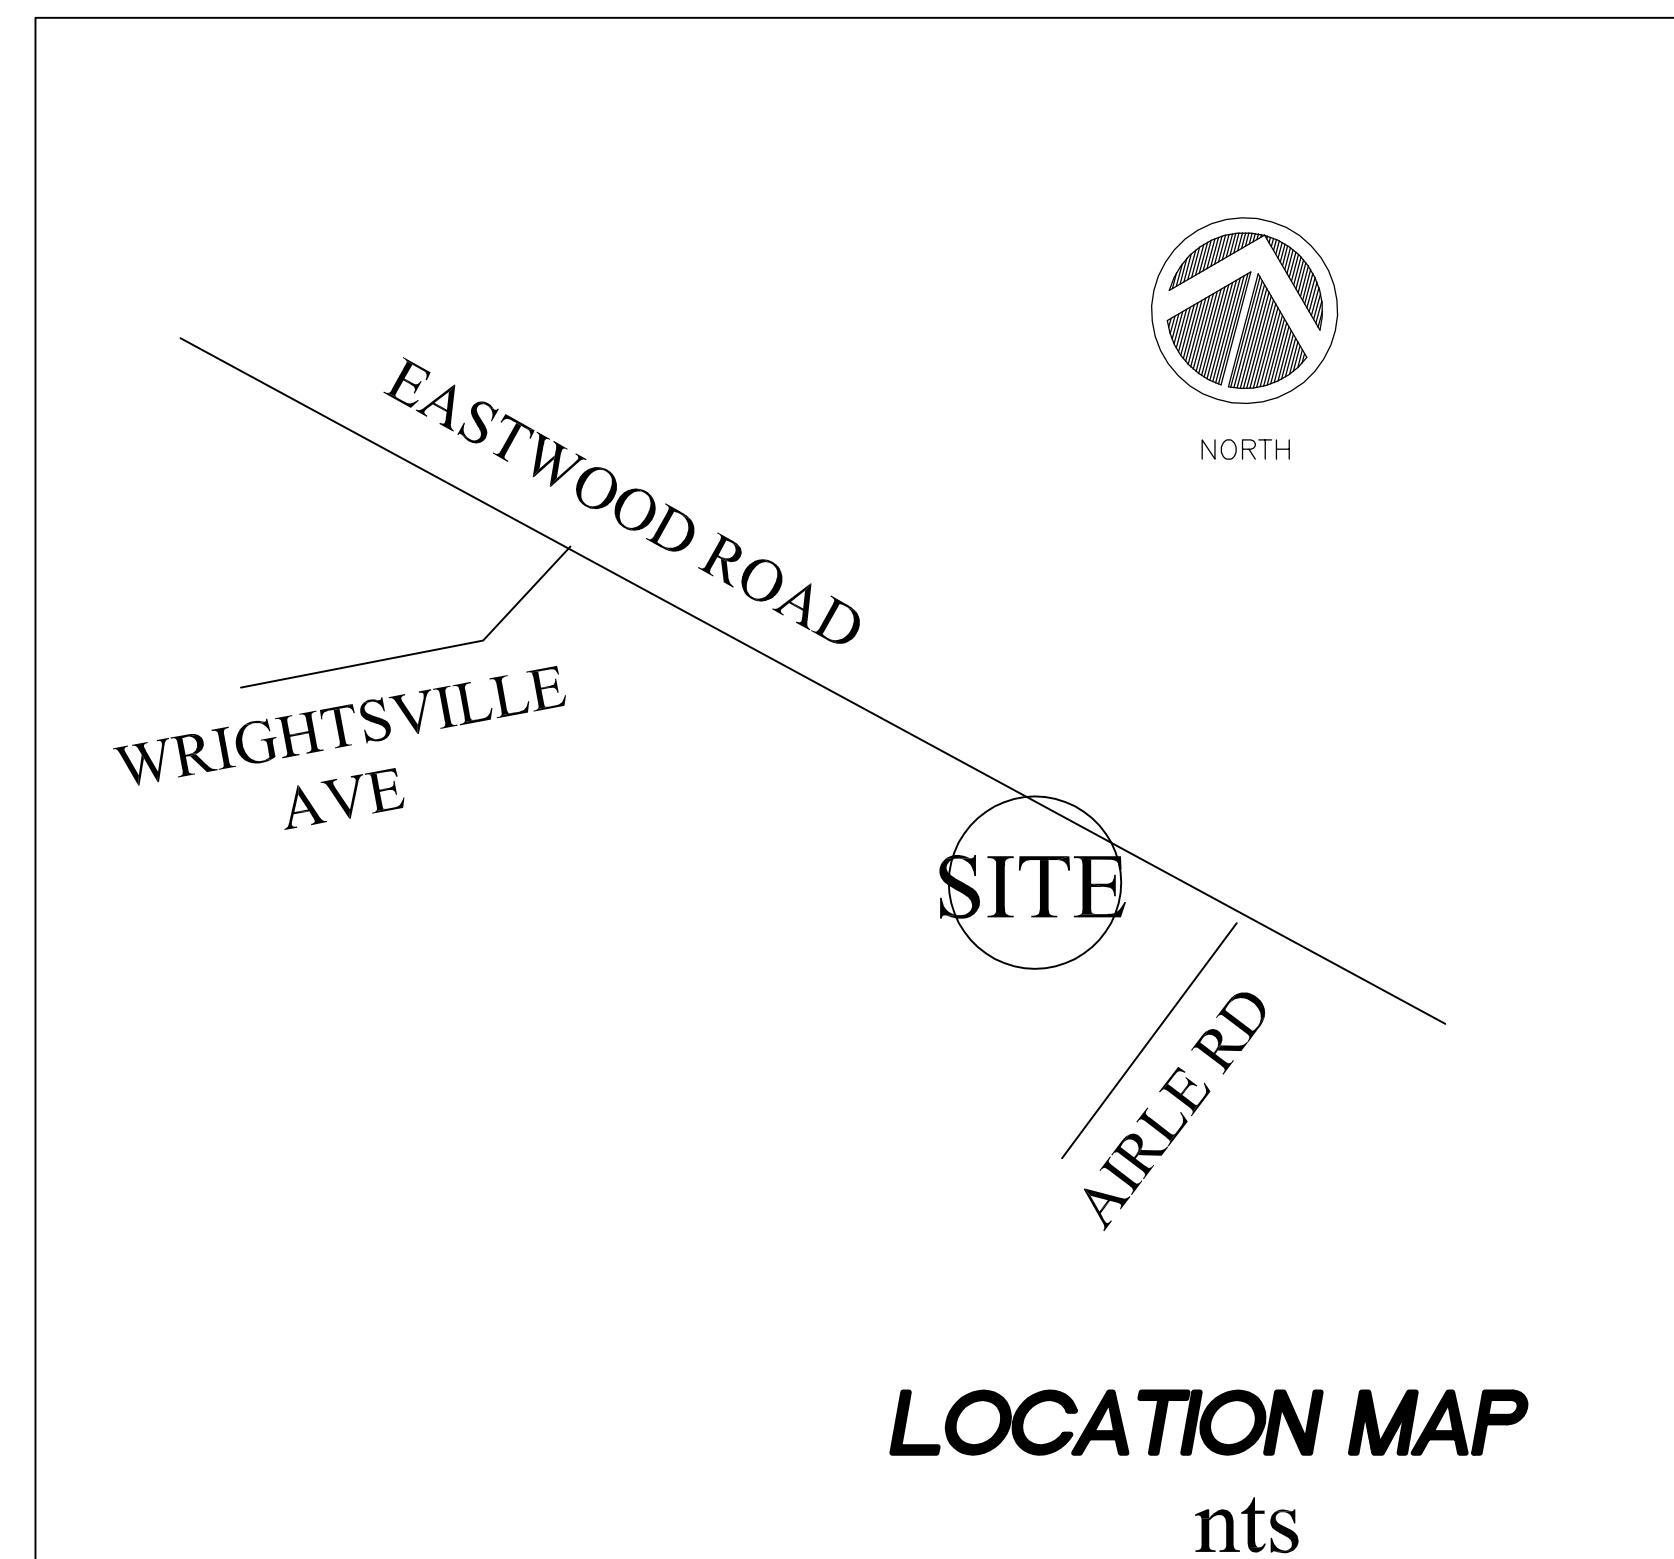 NORTH
EASTWOOD ROAD
WRIGHTSVILLE
AVE
SITE
AIRLE RD
LOCATION MAP
nts